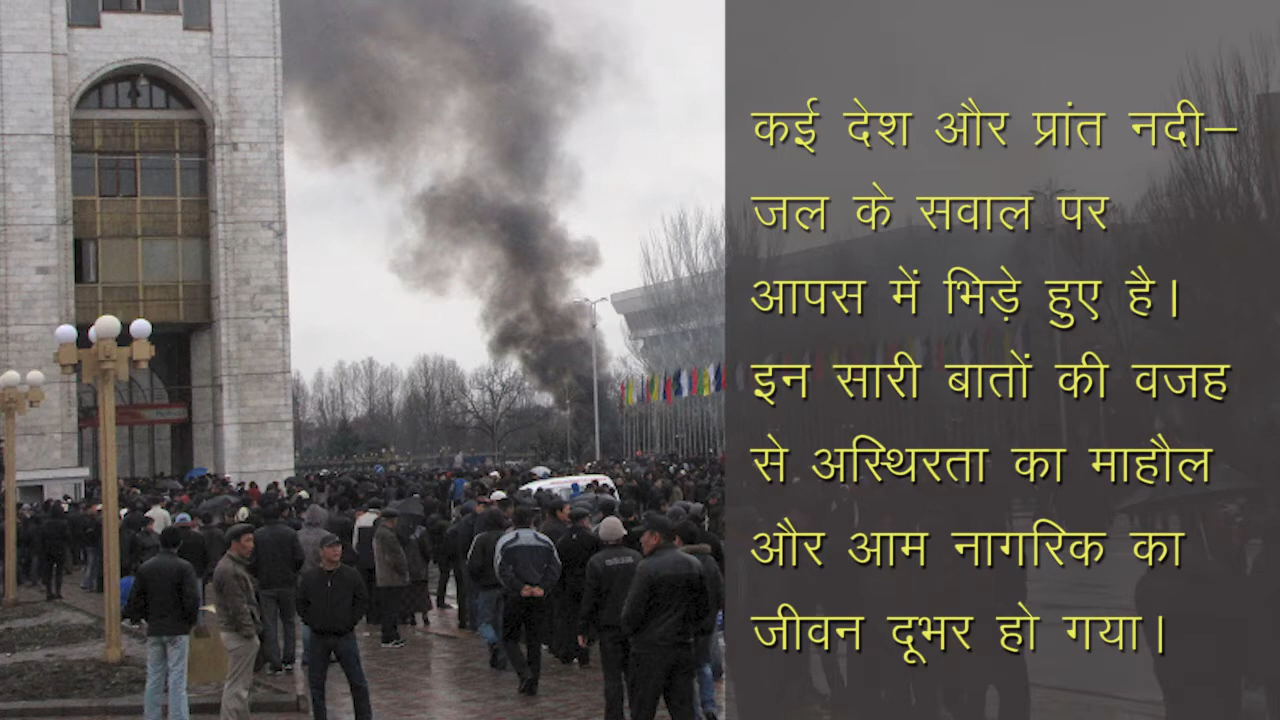 कई देश और प्रांत नदी–
जल के सवाल पर
आपस में भिड़े हुए है।
इन सारी बातों की वजह
से अस्थिरता का माहौल
और आम नागरिक का
जीवन दूभर हो गया।